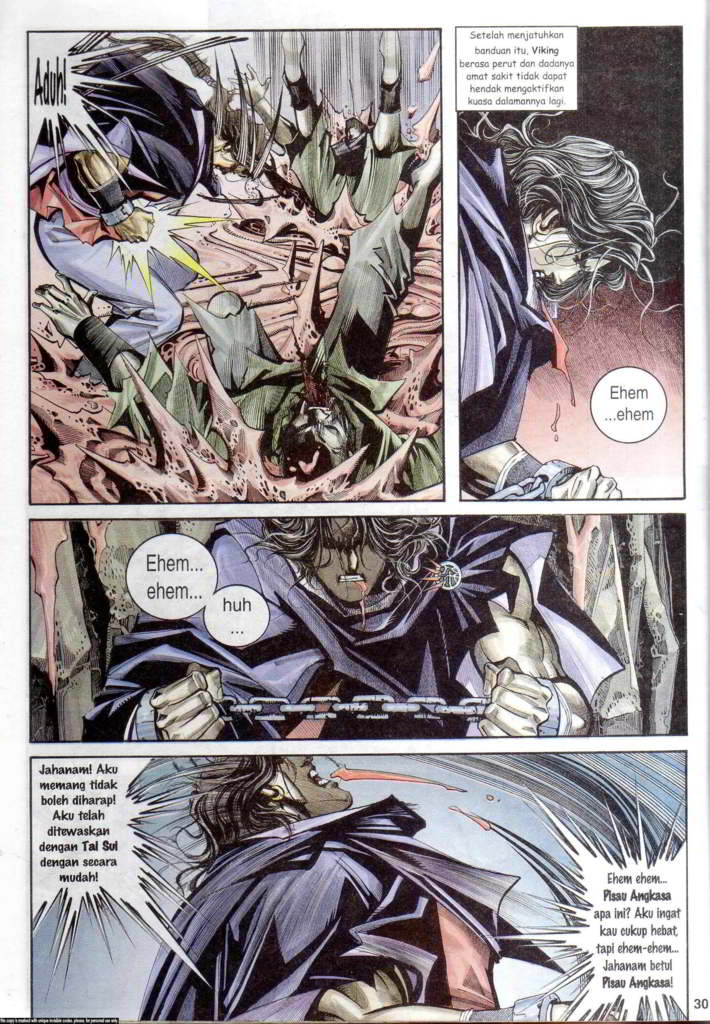 Aduh!
Setelah menjatuhkan
banduan itu, Viking
berasa perut dan dadanya
amat sakit tidak dapat
hendak mengaktifkan
kuasa dalamannya lagi.
Ehem
...ehem
Ehem...
ehem...
huh
...
Jahanam! Aku
memang tidak
boleh diharap!
Aku telah
ditewaskan
dengan Tai Sui
dengan secara
mudah!
Ehem ehem...
Pisau Angkasa
apa ini? Aku ingat
kau cukup hebat,
tapi ehem-ehem...
Jahanam betul
Pisau Angkasa!
30